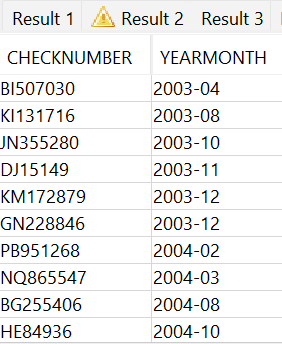 Result 1 Result 2 Result 3
CHECKNUMBER YEARMONTH
BI507030 2003-04
KI131716 2003-08
JN355280 2003-10
DJ15149 2003-11
KM172879 2003-12
GN228846 2003-12
PB951268 2004-02
NQ865547 2004-03
BG255406 2004-08
HE84936 2004-10